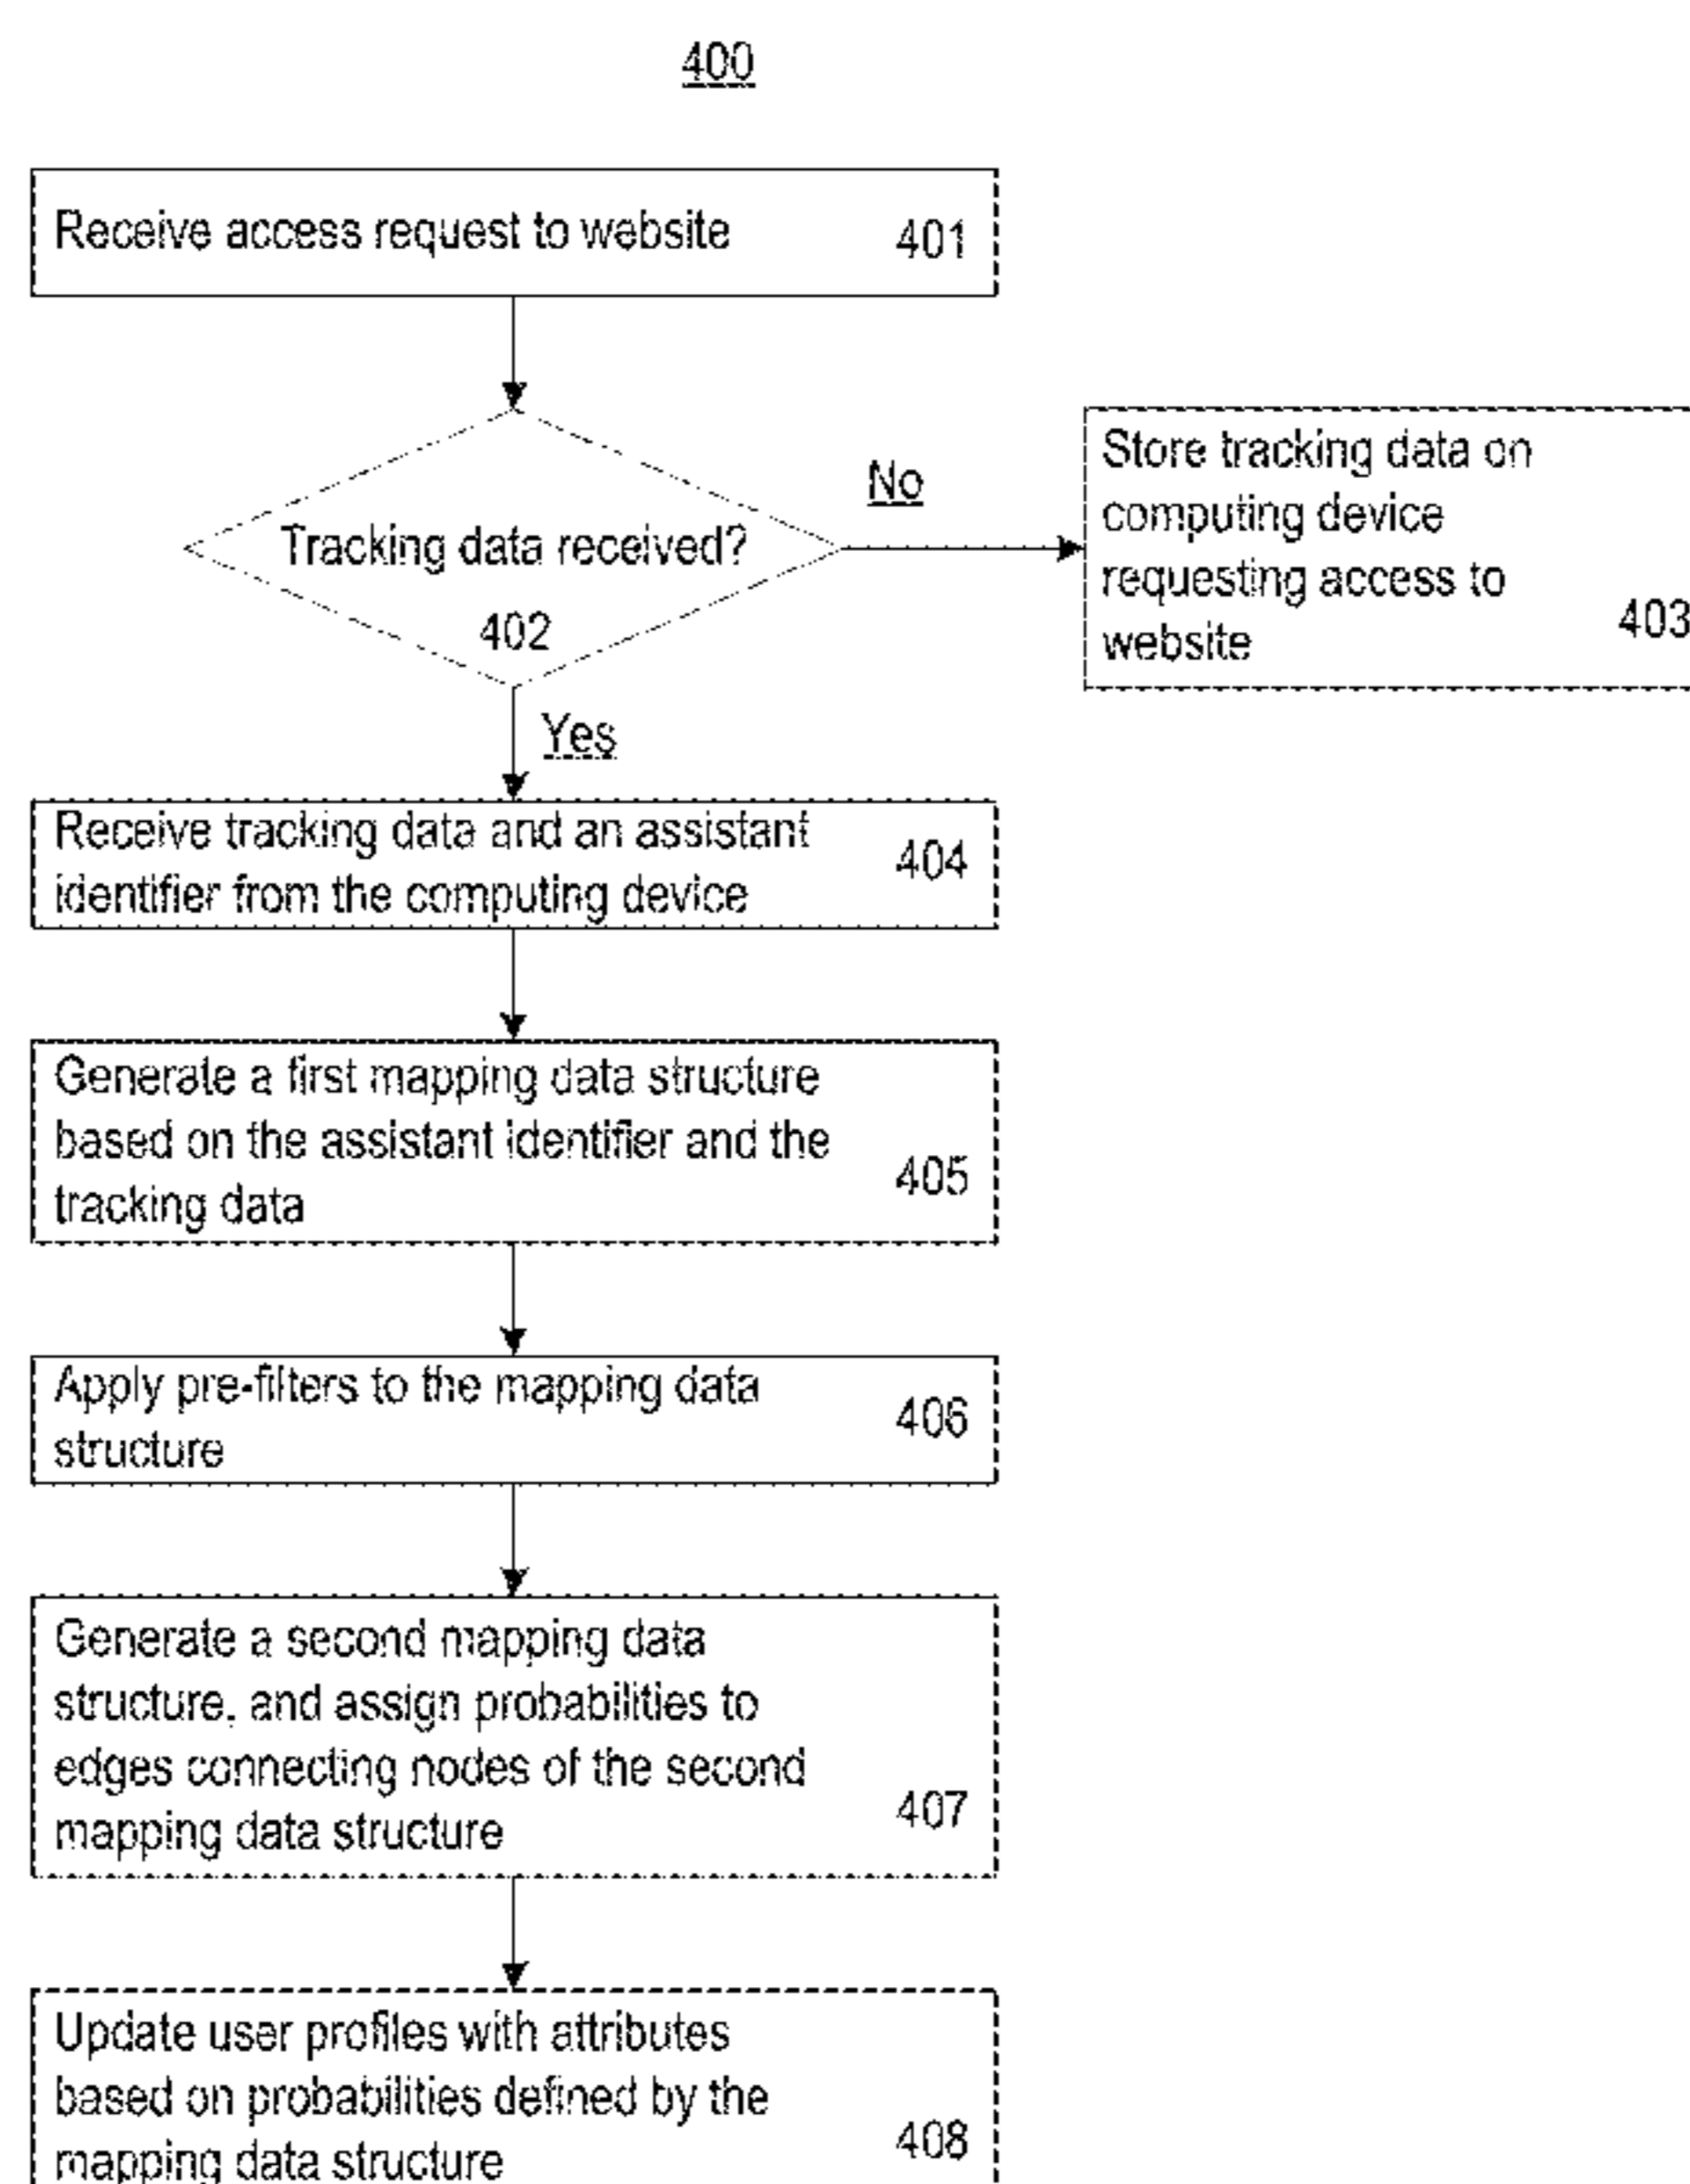 400
Receive access request to website
401
Tracking data received?
402
No
Store tracking data on
computing device
requesting access to
website
403
Yes
Receive tracking data and an assistant
identifier from the computing device
404
Generate a first mapping data structure
based on the assistant identifier and the
tracking data
405
Apply pre-filters to the mapping data
structure
406
Generate a second mapping data
structure, and assign probabilities to
edges connecting nodes of the second
mapping data structure
407
Update user profiles with attributes
based on probabilities defined by the
mapping data structure
408